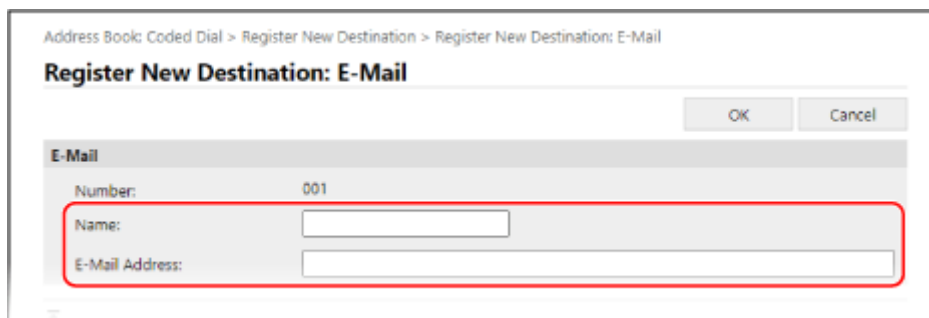 Address Book: Coded Dial > Register New Destination > Register New Destination: E-Mail
Register New Destination: E-Mail
OK Cancel
E-Mail
Number: 001
Name:
E-Mail Address: